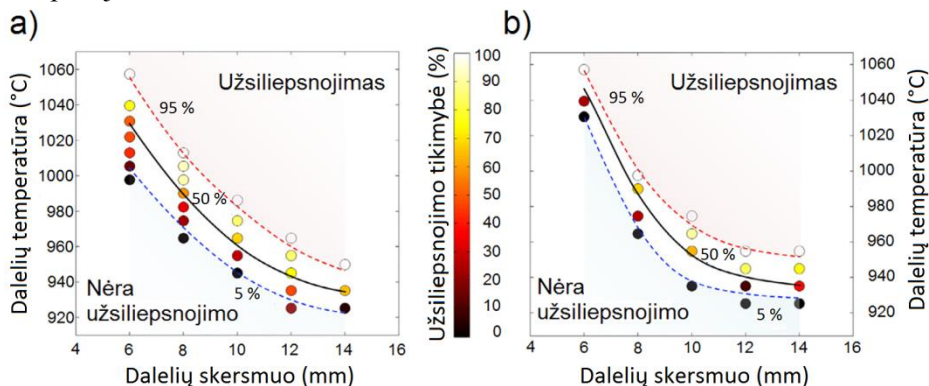 a)
Dalelių temperatūra (°C)
1060
1040
1020
1000
980
960
940
920
Užsiliepsnojimas
95 %
50 %
5 %
Nėra
užsiliepsnojimo
4 6 8 10 12 14 16
Dalelių skersmuo (mm)
Užsiliepsnojimo tikimybė (%)
100
90
80
70
60
50
40
30
20
10
0
b)
Užsiliepsnojimas
95 %
50 %
5 %
Nėra
užsiliepsnojimo
4 6 8 10 12 14 16
Dalelių skersmuo (mm)
1060
1040
1020
1000
980
960
940
920
Dalelių temperatūra (°C)